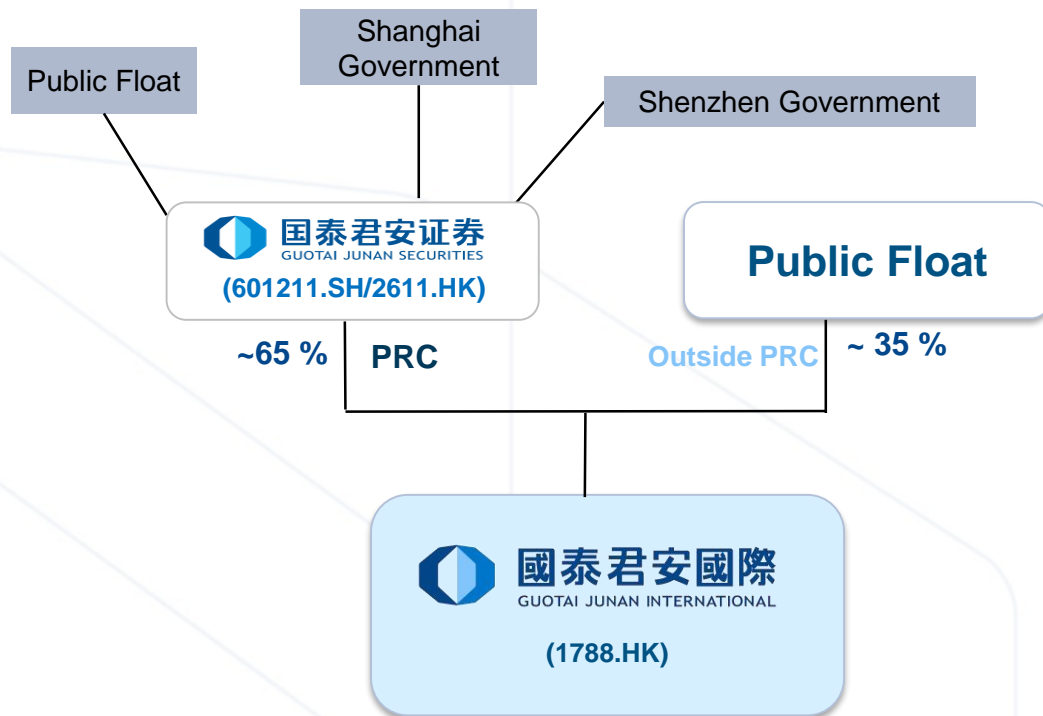 Shanghai
Government
Public Float
Shenzhen Government
国泰君安证券
GUOTAI JUNAN SECURITIES
(601211.SH/2611.HK)
Public Float
~65 %
PRC
Outside PRC
~ 35 %
國泰君安國際
GUOTAI JUNAN INTERNATIONAL
(1788.HK)